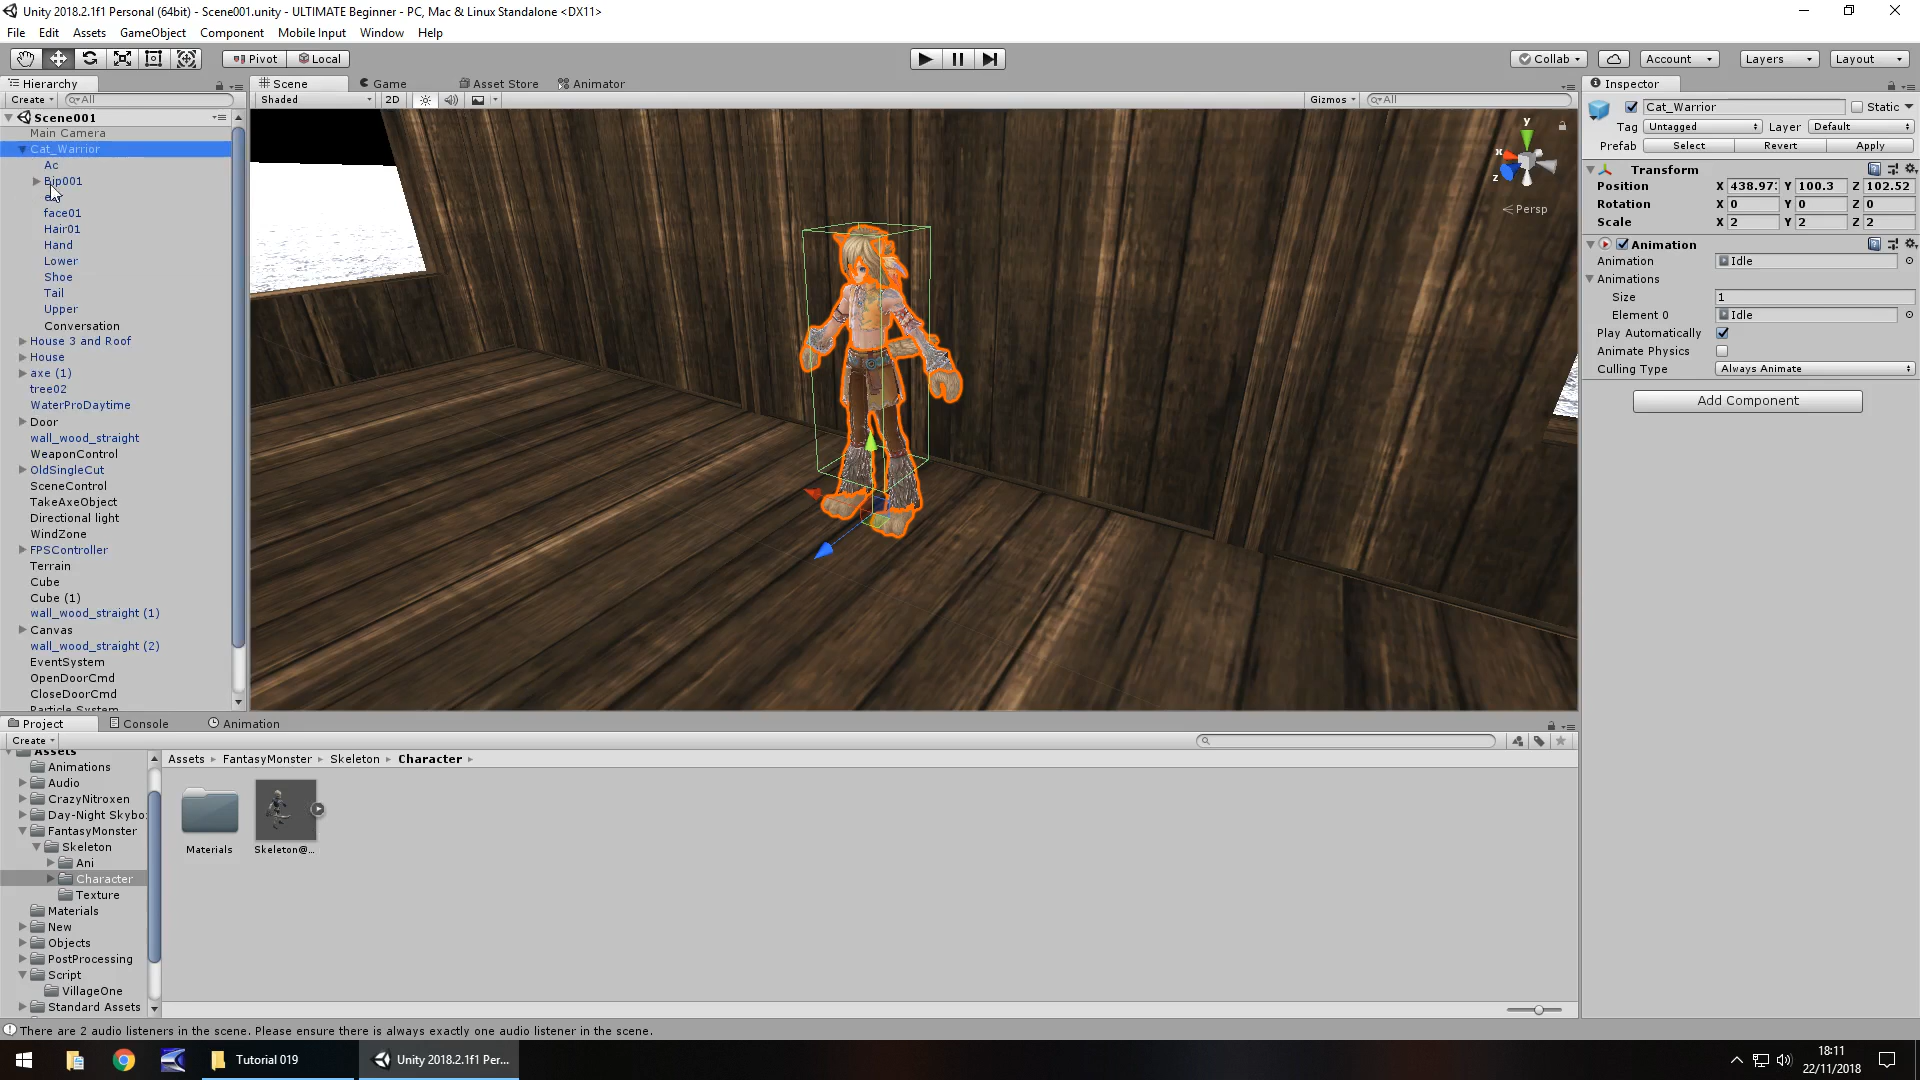 Unity 2018.2.1f1 Personal (64bit) - Scene001.unity - ULTIMATE Beginner - PC, Mac & Linux Standalone <DX11>
File Edit Assets GameObject Component Mobile Input Window Help
Pivot Local Collab Account Layers Layout
Hierarchy
Create All
Scene001
Main Camera
Cat_Warrior
Ac
Bip001
face01
Hair01
Hand
Lower
Shoe
Tail
Upper
Conversation
House 3 and Roof
House
axe (1)
tree02
WaterProDaytime
Door
wall_wood_straight
WeaponControl
OldSingleCut
SceneControl
TakeAxeObject
Directional light
WindZone
FPSController
Terrain
Cube
Cube (1)
wall_wood_straight (1)
Canvas
wall_wood_straight (2)
EventSystem
OpenDoorCmd
CloseDoorCmd
Particle System
Scene Game Asset Store Animator
Shaded 2D Gizmos All
y
x
z
Persp
Inspector
Cat_Warrior Static
Tag Untagged Layer Default
Prefab Select Revert Apply
Transform
Position X 438.97: Y 100.3 Z 102.52
Rotation X 0 Y 0 Z 0
Scale X 2 Y 2 Z 2
Animation
Animation Idle
Animations
Size 1
Element 0 Idle
Play Automatically
Animate Physics
Culling Type Always Animate
Add Component
Project Console Animation
Create
Assets
Animations
Audio
CrazyNitroxen
Day-Night Skybo:
FantasyMonster
Skeleton
Ani
Character
Texture
Materials
New
Objects
PostProcessing
Script
VillageOne
Standard Assets
Assets FantasyMonster Skeleton Character
Materials Skeleton@...
There are 2 audio listeners in the scene. Please ensure there is always exactly one audio listener in the scene.
Tutorial 019 Unity 2018.2.1f1 Per...
18:11
22/11/2018